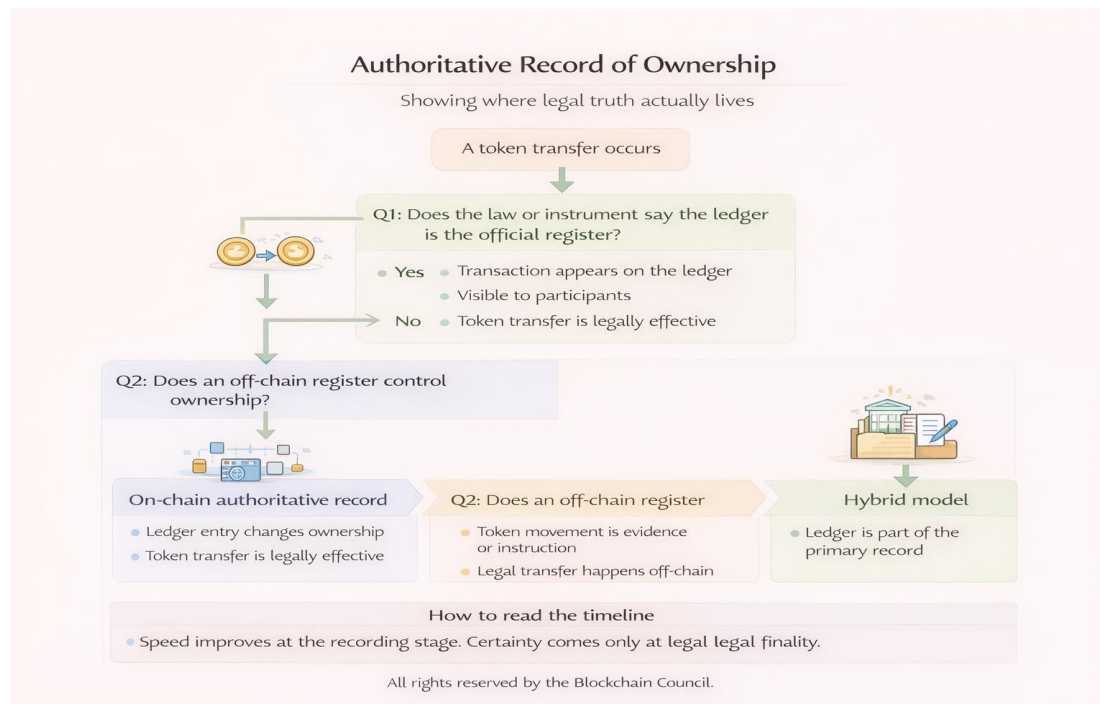 Authoritative Record of Ownership
Showing where legal truth actually lives
A token transfer occurs
Q1: Does the law or instrument say the ledger
is the official register?
Yes
Transaction appears on the ledger
Visible to participants
No
Token transfer is legally effective
Q2: Does an off-chain register control
ownership?
On-chain authoritative record
Ledger entry changes ownership
Token transfer is legally effective
Q2: Does an off-chain register
Token movement is evidence
or instruction
Legal transfer happens off-chain
Hybrid model
Ledger is part of the
primary record
How to read the timeline
Speed improves at the recording stage. Certainty comes only at legal legal finality.
All rights reserved by the Blockchain Council.